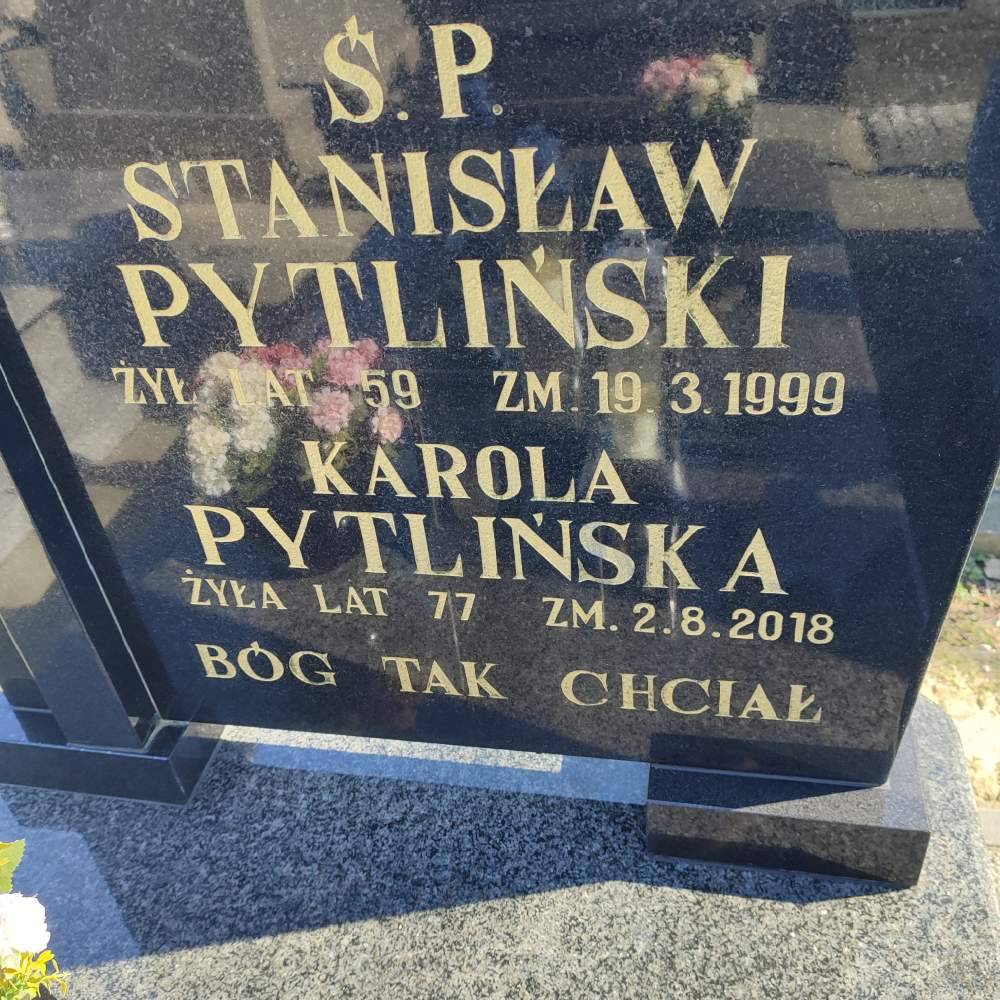 Ś.P.
STANISŁAW
PYTLIŃSKI
ŻYŁ LAT 59 ZM. 19. 3. 1999
KAROLA
PYTLIŃSKA
ŻYŁA LAT 77 ZM. 2.8.2018
BÓG TAK CHCIAŁ